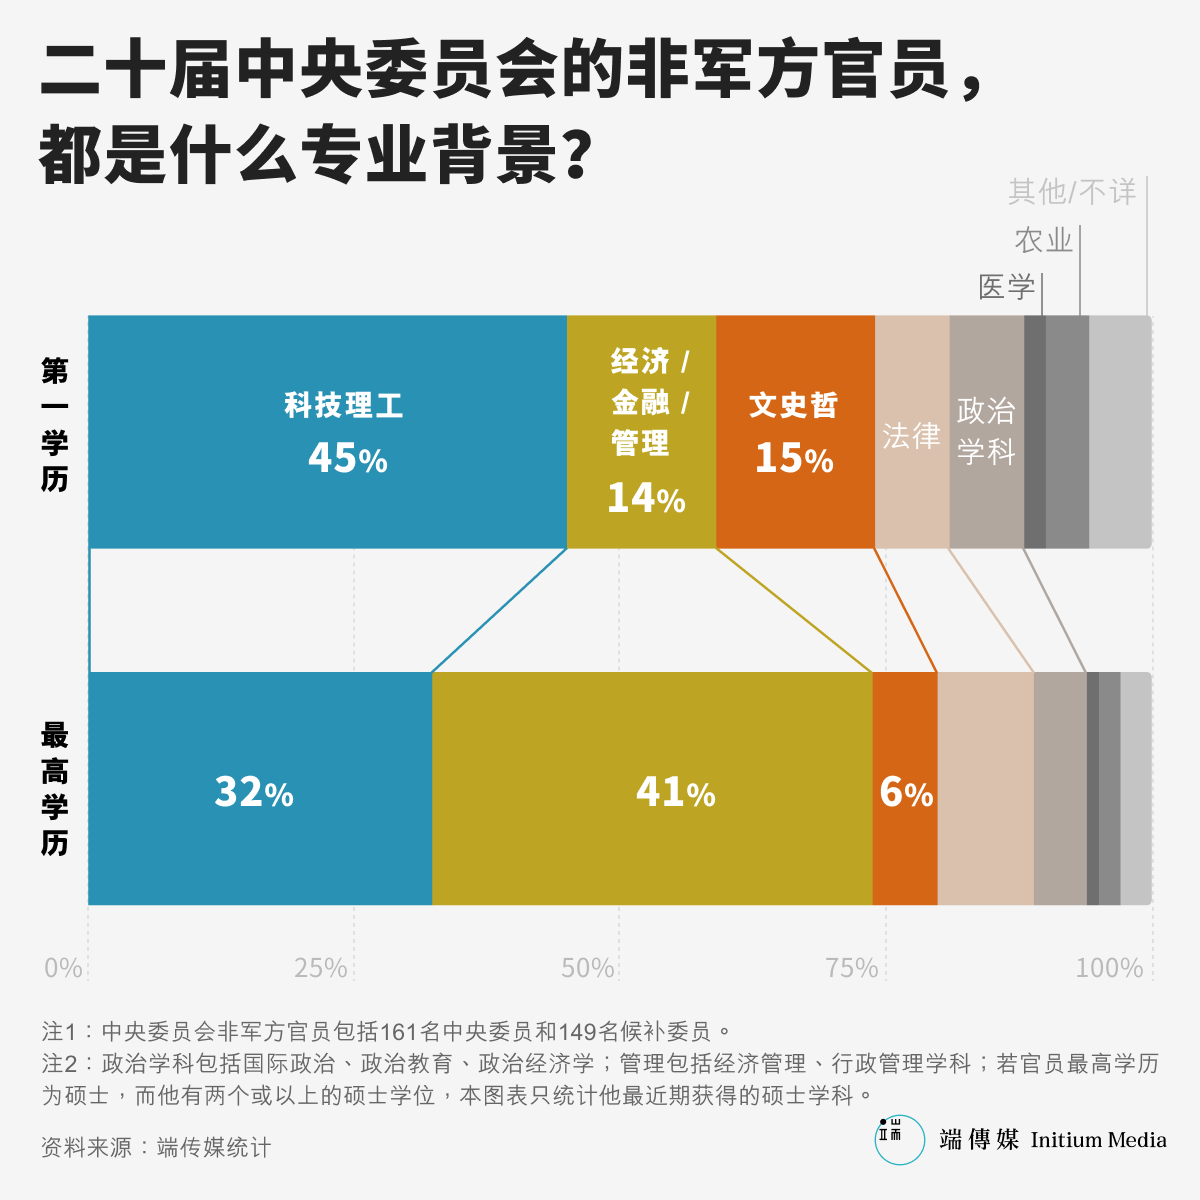 二十届中央委员会的非军方官员，
都是什么专业背景？
其他/不详
农业
医学
第一学历
科技理工
45%
经济 /
金融 /
管理
14%
文史哲
15%
法律
政治
学科
最高学历
32%
41%
6%
0%
25%
50%
75%
100%
注1：中央委员会非军方官员包括161名中央委员和149名候补委员。
注2：政治学科包括国际政治、政治教育、政治经济学；管理包括经济管理、行政管理学科；若官员最高学历
为硕士，而他有两个或以上的硕士学位，本图表只统计他最近期获得的硕士学科。
资料来源：端传媒统计
端傳媒 Initium Media